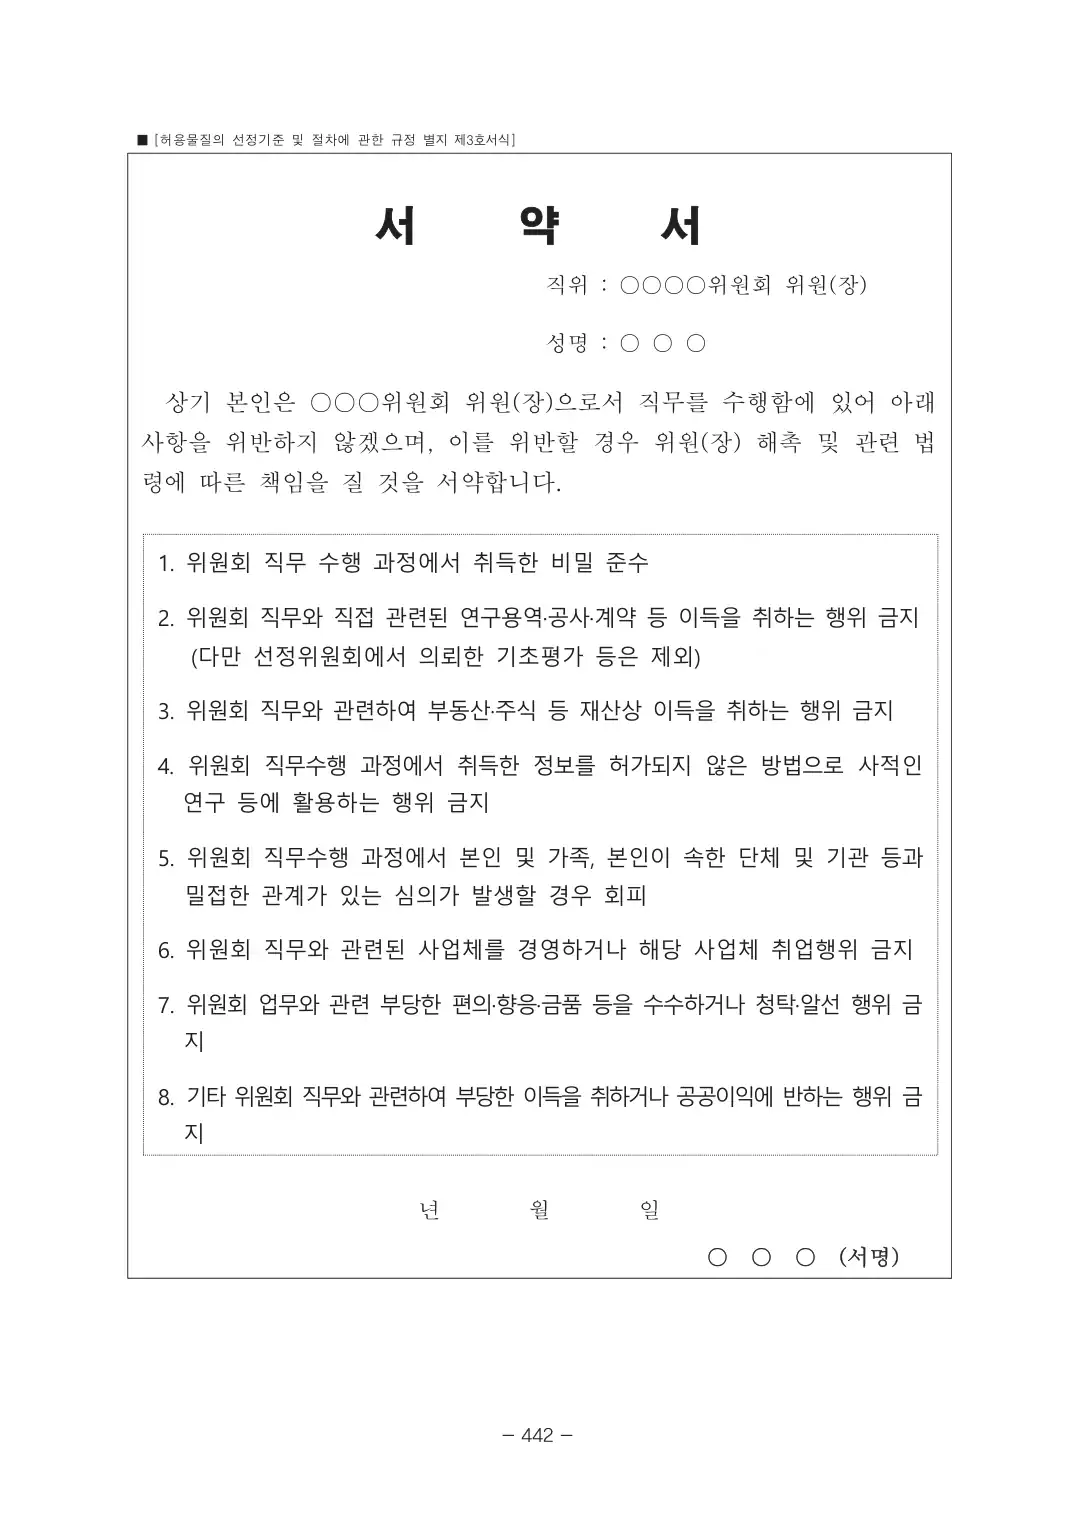 ■ [허용물질의 선정기준 및 절차에 관한 규정 별지 제3호서식]
서 약 서
직위 : ○○○○위원회 위원(장)
성명 : ○ ○ ○
상기 본인은 ○○○위원회 위원(장)으로서 직무를 수행함에 있어 아래
사항을 위반하지 않겠으며, 이를 위반할 경우 위원(장) 해촉 및 관련 법
령에 따른 책임을 질 것을 서약합니다.
1. 위원회 직무 수행 과정에서 취득한 비밀 준수
2. 위원회 직무와 직접 관련된 연구용역·공사·계약 등 이득을 취하는 행위 금지
(다만 선정위원회에서 의뢰한 기초평가 등은 제외)
3. 위원회 직무와 관련하여 부동산·주식 등 재산상 이득을 취하는 행위 금지
4. 위원회 직무수행 과정에서 취득한 정보를 허가되지 않은 방법으로 사적인
연구 등에 활용하는 행위 금지
5. 위원회 직무수행 과정에서 본인 및 가족, 본인이 속한 단체 및 기관 등과
밀접한 관계가 있는 심의가 발생할 경우 회피
6. 위원회 직무와 관련된 사업체를 경영하거나 해당 사업체 취업행위 금지
7. 위원회 업무와 관련 부당한 편의·향응·금품 등을 수수하거나 청탁·알선 행위 금
지
8. 기타 위원회 직무와 관련하여 부당한 이득을 취하거나 공공이익에 반하는 행위 금
지
년 월 일
○ ○ ○ (서명)
- 442 -